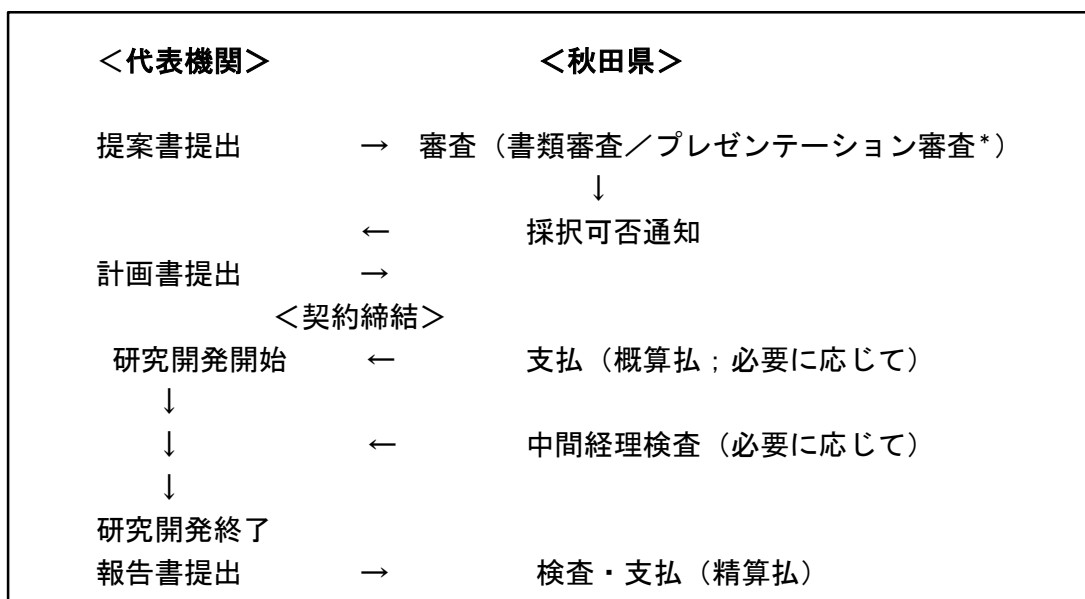 ＜代表機関＞ ＜秋田県＞
提案書提出 → 審査（書類審査／プレゼンテーション審査*）
↓
← 採択可否通知
計画書提出 →
＜契約締結＞
研究開発開始 ← 支払（概算払；必要に応じて）
↓
↓ ← 中間経理検査（必要に応じて）
↓
研究開発終了
報告書提出 → 検査・支払（精算払）